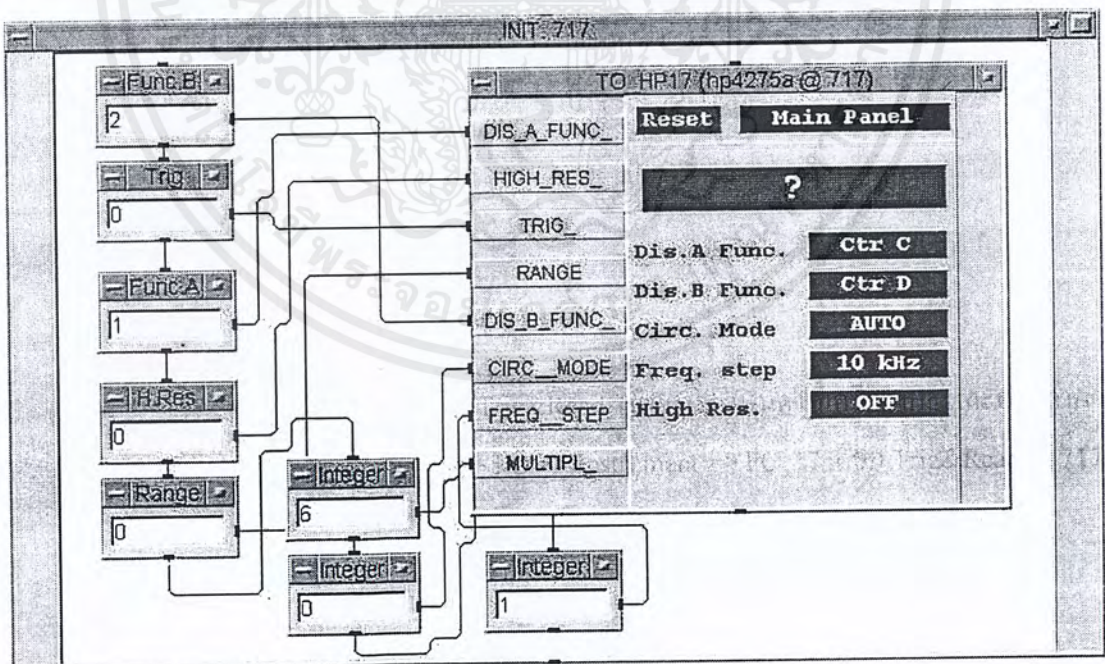 INIT_717
Func.B
2
Trig
0
Func.A
1
H.Res
0
Range
0
Integer
6
Integer
0
Integer
1
TO_HP17 (hp4275a @ 717)
DIS_A_FUNC_
HIGH_RES_
TRIG_
RANGE
DIS_B_FUNC_
CIRC__MODE
FREQ__STEP
MULTIPL_
Reset
Main Panel
?
Dis.A Func.
Ctr C
Dis.B Func.
Ctr D
Circ. Mode
AUTO
Freq. step
10 kHz
High Res.
OFF